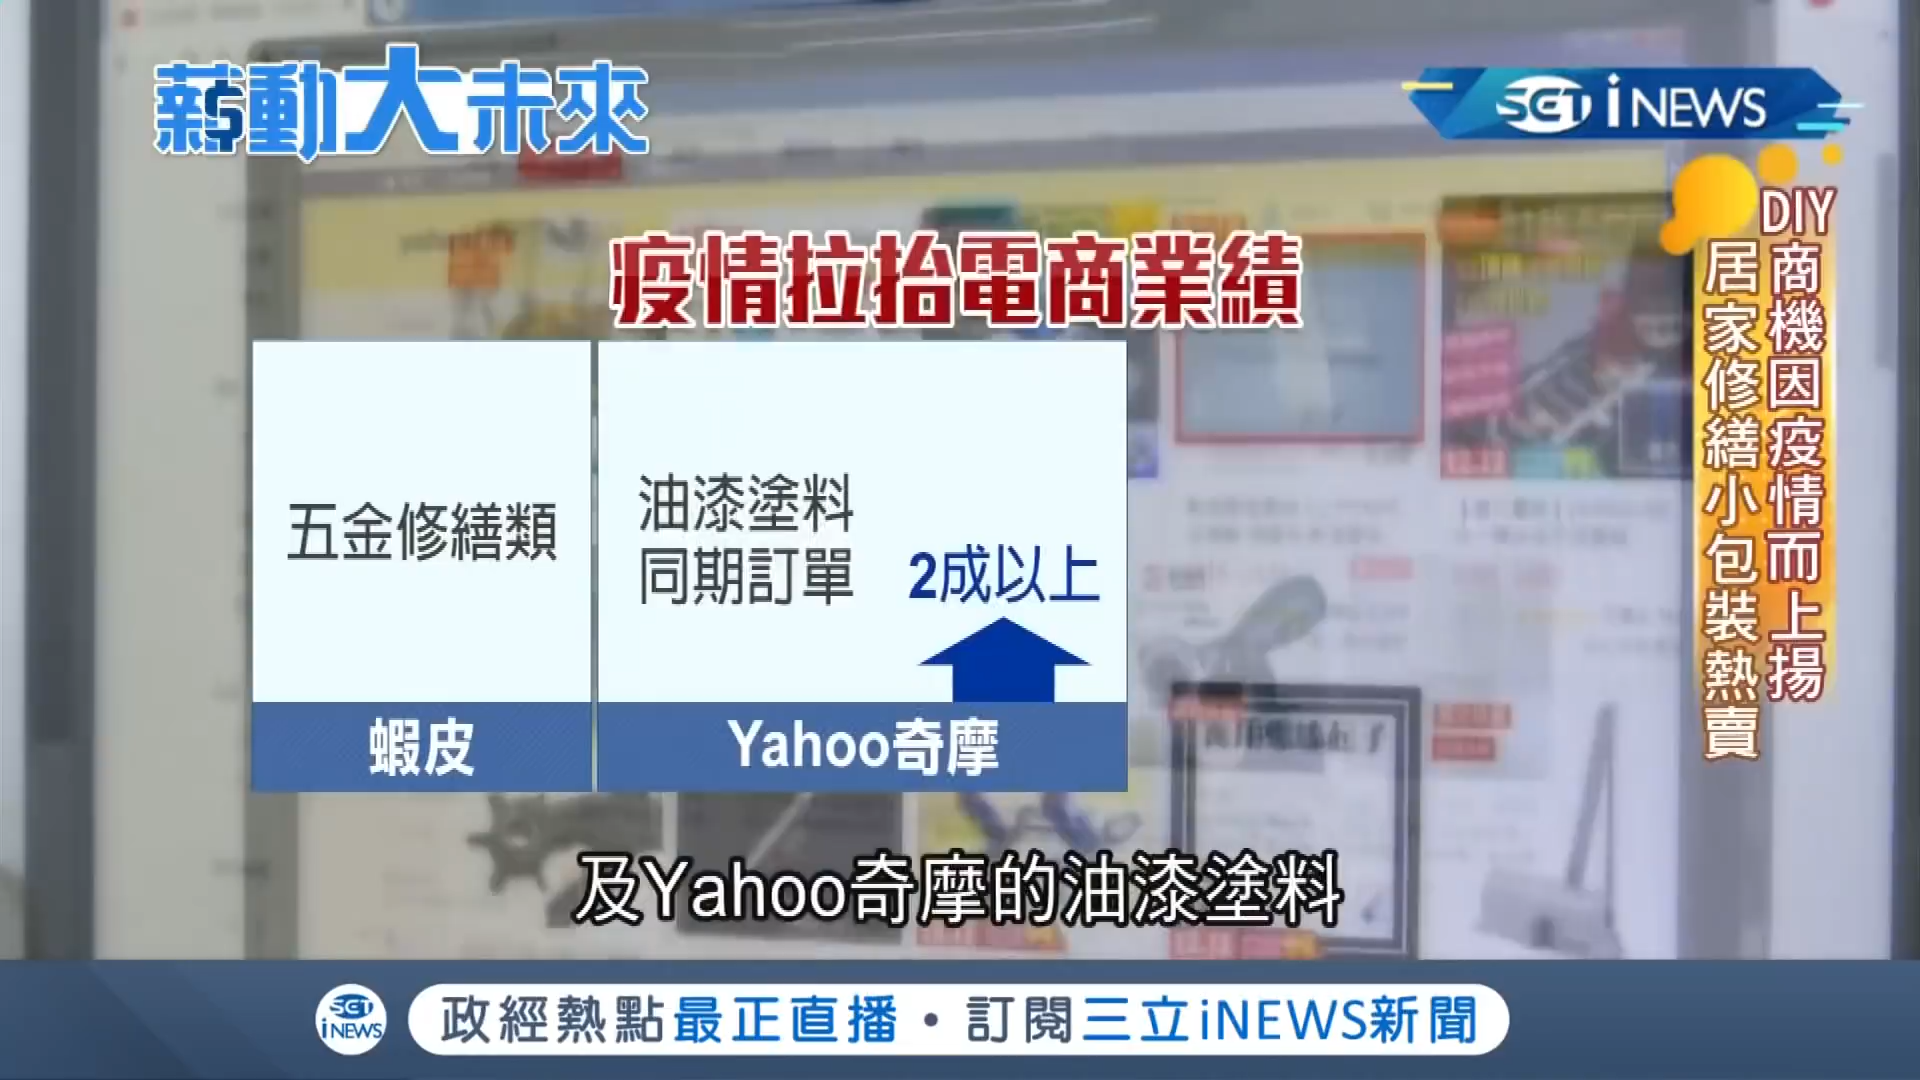 薪動大未來
SET iNEWS
DIY商機因疫情而上揚
居家修繕小包裝熱賣
疫情拉抬電商業績
五金修繕類
油漆塗料
同期訂單 2成以上
蝦皮
Yahoo奇摩
及Yahoo奇摩的油漆塗料
SET
iNEWS
政經熱點最正直播・訂閱三立iNEWS新聞